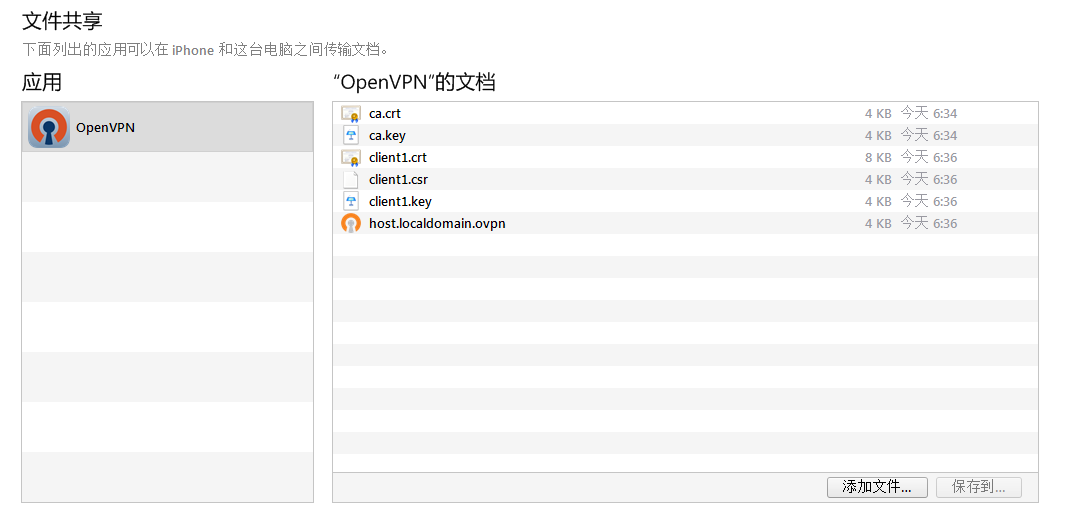 文件共享
下面列出的应用可以在 iPhone 和这台电脑之间传输文档。
应用
“OpenVPN”的文档
OpenVPN
ca.crt 4 KB 今天 6:34
ca.key 4 KB 今天 6:34
client1.crt 8 KB 今天 6:36
client1.csr 4 KB 今天 6:36
client1.key 4 KB 今天 6:36
host.localdomain.ovpn 4 KB 今天 6:36
添加文件...
保存到...